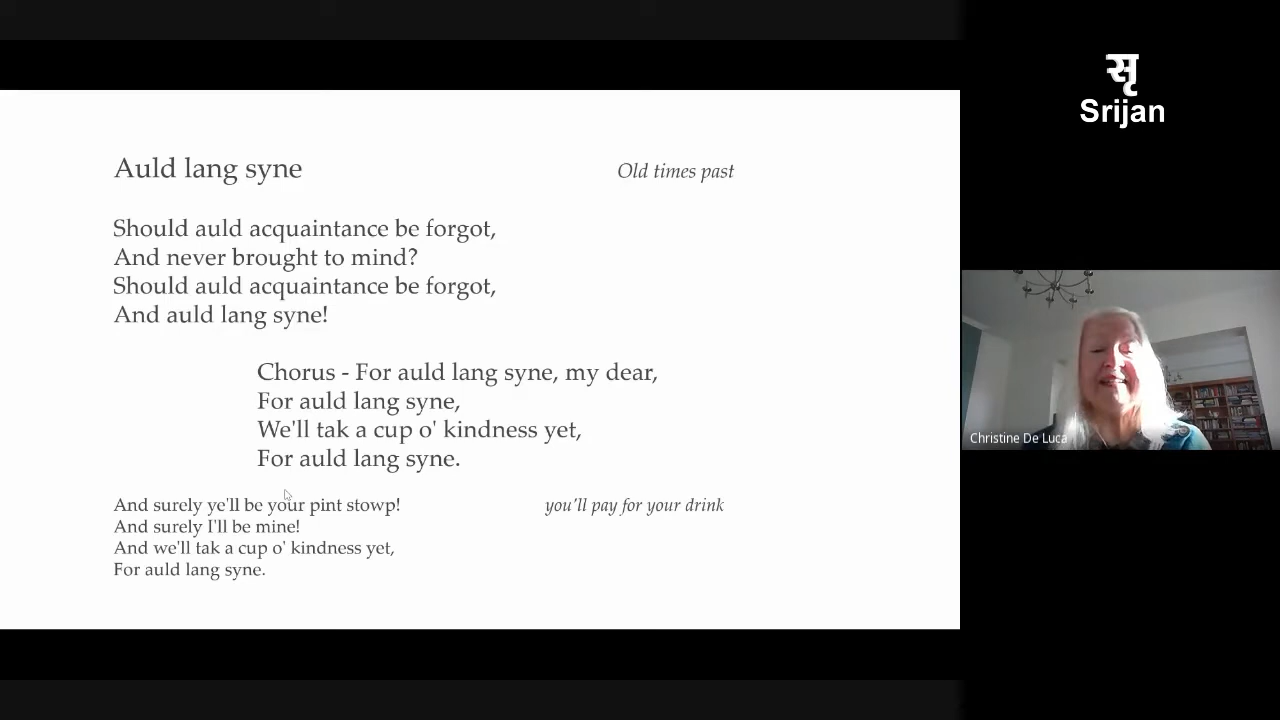 सृ
Srijan
Auld lang syne
Old times past
Should auld acquaintance be forgot,
And never brought to mind?
Should auld acquaintance be forgot,
And auld lang syne!
Chorus - For auld lang syne, my dear,
For auld lang syne,
We'll tak a cup o' kindness yet,
For auld lang syne.
And surely ye'll be your pint stowp!
you'll pay for your drink
And surely I'll be mine!
And we'll tak a cup o' kindness yet,
For auld lang syne.
Christine De Luca